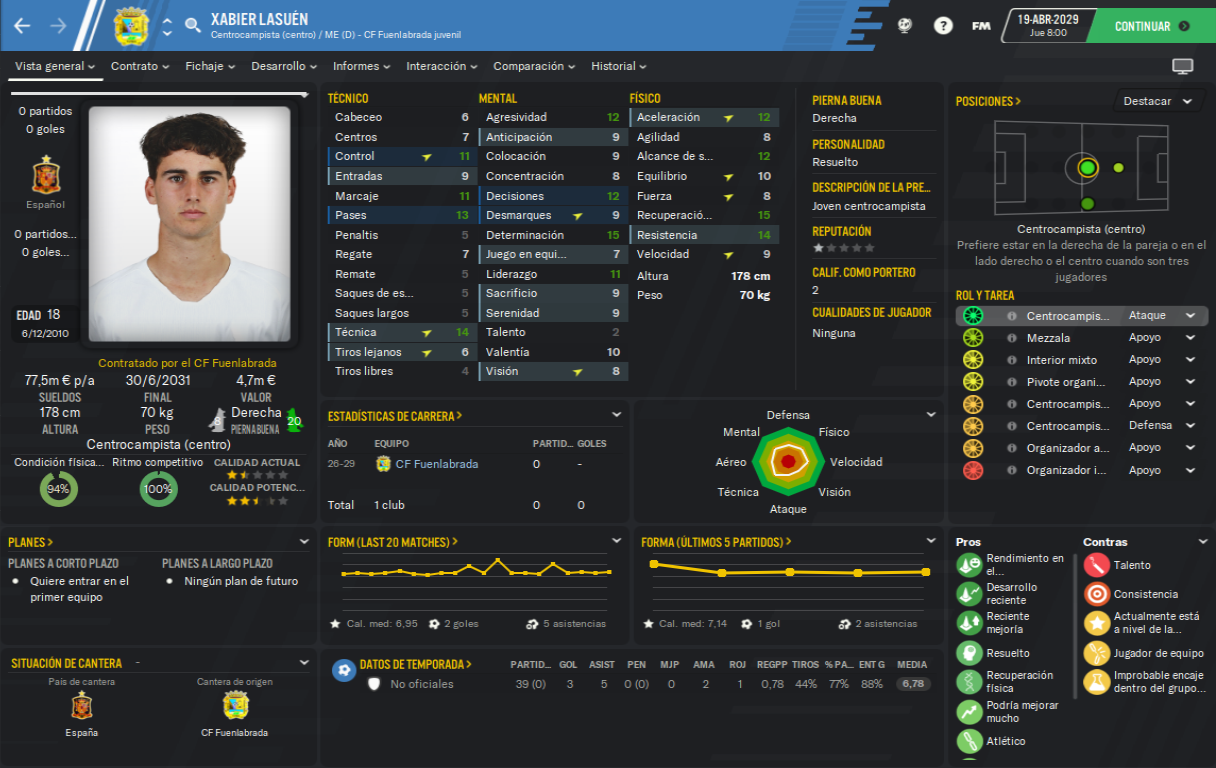 XABIER LASUÉN
Centrocampista (centro) / ME (D) - CF Fuenlabrada juvenil
?
FM
19-ABR-2029
Jue 8:00
CONTINUAR
Vista general
Contrato
Fichaje
Desarrollo
Informes
Interacción
Comparación
Historial
0 partidos
0 goles
Español
0 partidos...
0 goles...
EDAD 18
6/12/2010
Contratado por el CF Fuenlabrada
77,5m € p/a
SUELDOS
30/6/2031
FINAL
4,7m €
VALOR
178 cm
ALTURA
70 kg
PESO
8
Derecha
PIERNA BUENA
20
Centrocampista (centro)
Condición física...
94%
Ritmo competitivo
100%
CALIDAD ACTUAL
CALIDAD POTENC...
TÉCNICO
Cabeceo 6
Centros 7
Control 11
Entradas 9
Marcaje 11
Pases 13
Penaltis 5
Regate 7
Remate 5
Saques de es... 5
Saques largos 5
Técnica 14
Tiros lejanos 6
Tiros libres 4
MENTAL
Agresividad 12
Anticipación 9
Colocación 9
Concentración 8
Decisiones 12
Desmarques 9
Determinación 15
Juego en equi... 7
Liderazgo 11
Sacrificio 9
Serenidad 9
Talento 2
Valentía 10
Visión 8
FÍSICO
Aceleración 12
Agilidad 8
Alcance de s... 12
Equilibrio 10
Fuerza 8
Recuperació... 15
Resistencia 14
Velocidad 9
Altura 178 cm
Peso 70 kg
PIERNA BUENA
Derecha
PERSONALIDAD
Resuelto
DESCRIPCIÓN DE LA PRE...
Joven centrocampista
REPUTACIÓN
CALIF. COMO PORTERO
2
CUALIDADES DE JUGADOR
Ninguna
POSICIONES >
Destacar
Centrocampista (centro)
Prefiere estar en la derecha de la pareja o en el
lado derecho o el centro cuando son tres
jugadores
ROL Y TAREA
Centrocampis... Ataque
Mezzala Apoyo
Interior mixto Apoyo
Pivote organi... Apoyo
Centrocampis... Apoyo
Centrocampis... Defensa
Organizador a... Apoyo
Organizador i... Apoyo
ESTADÍSTICAS DE CARRERA >
AÑO EQUIPO PARTID... GOLES
26-29 CF Fuenlabrada 0 -
Total 1 club 0 0
Defensa
Mental Físico
Aéreo Velocidad
Técnica Visión
Ataque
PLANES >
PLANES A CORTO PLAZO
Quiere entrar en el
primer equipo
PLANES A LARGO PLAZO
Ningún plan de futuro
FORM (LAST 20 MATCHES) >
Cal. med: 6,95 2 goles 5 asistencias
FORMA (ÚLTIMOS 5 PARTIDOS) >
Cal. med: 7,14 1 gol 2 asistencias
Pros
Rendimiento en
el...
Desarrollo
reciente
Reciente
mejoría
Resuelto
Recuperación
física
Podría mejorar
mucho
Atlético
Contras
Talento
Consistencia
Actualmente está
a nivel de la...
Jugador de equipo
Improbable encaje
dentro del grupo...
SITUACIÓN DE CANTERA -
País de cantera
España
Cantera de origen
CF Fuenlabrada
DATOS DE TEMPORADA > PARTID... GOL ASIST PEN MJP AMA ROJ REGPP TIROS % PA... ENT G MEDIA
No oficiales 39 (0) 3 5 0 (0) 0 2 1 0,78 44% 77% 88% 6,78